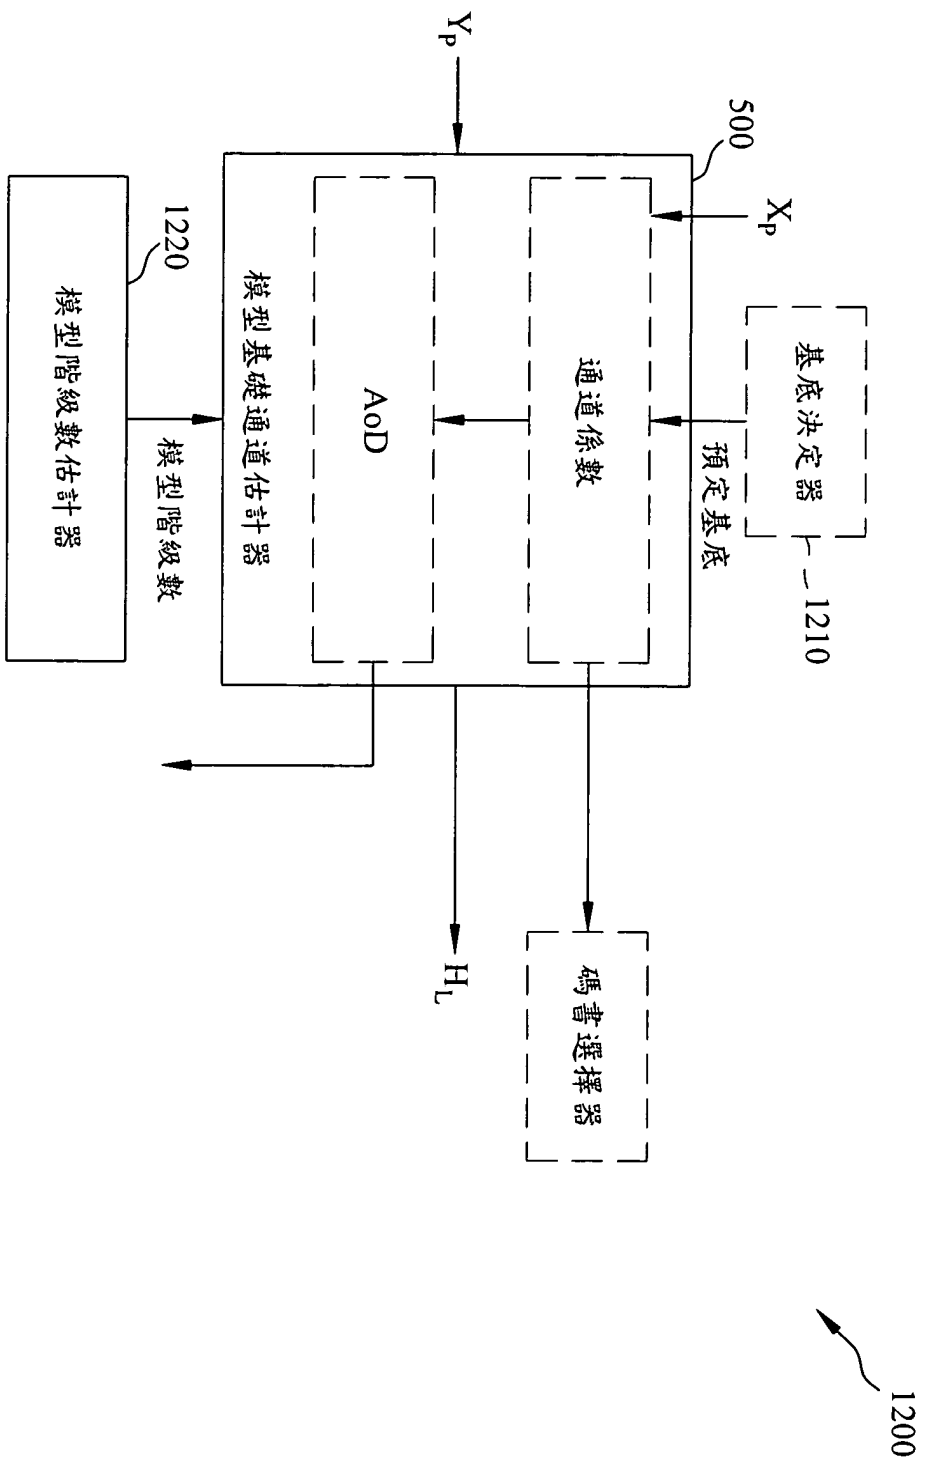 1200
基底決定器
1210
X_P
預定基底
500
通道係數
碼書選擇器
Y_P
H_L
AoD
模型基礎通道估計器
模型階級數
1220
模型階級數估計器